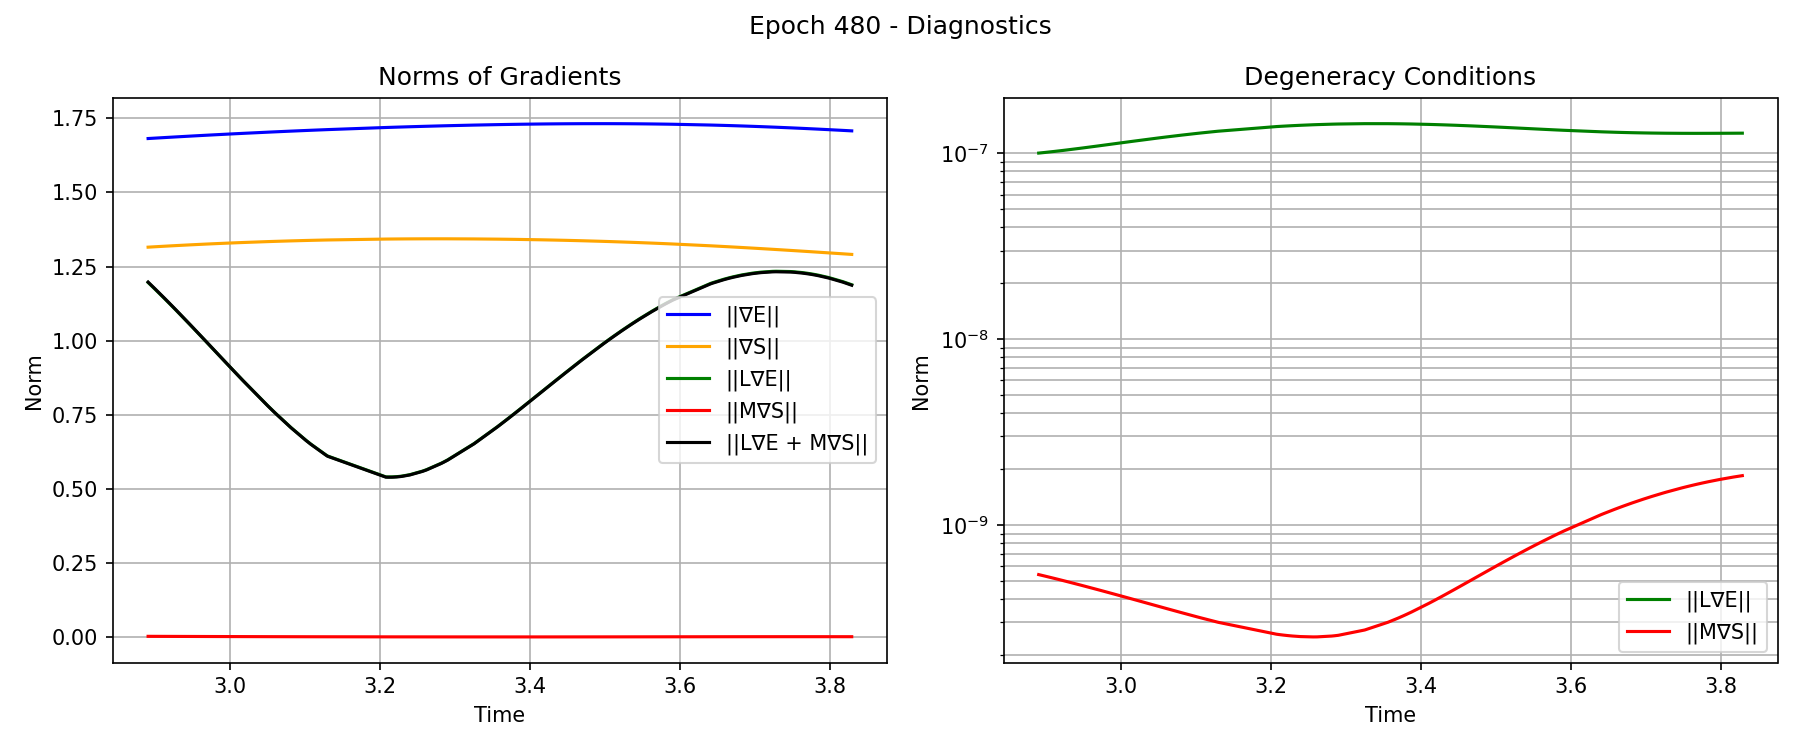 Epoch 480 - Diagnostics
Norms of Gradients
1.75
1.50
1.25
1.00
0.75
0.50
0.25
0.00
Norm
3.0 3.2 3.4 3.6 3.8
Time
||∇E||
||∇S||
||L∇E||
||M∇S||
||L∇E + M∇S||
Degeneracy Conditions
10⁻⁷
10⁻⁸
10⁻⁹
Norm
3.0 3.2 3.4 3.6 3.8
Time
||L∇E||
||M∇S||